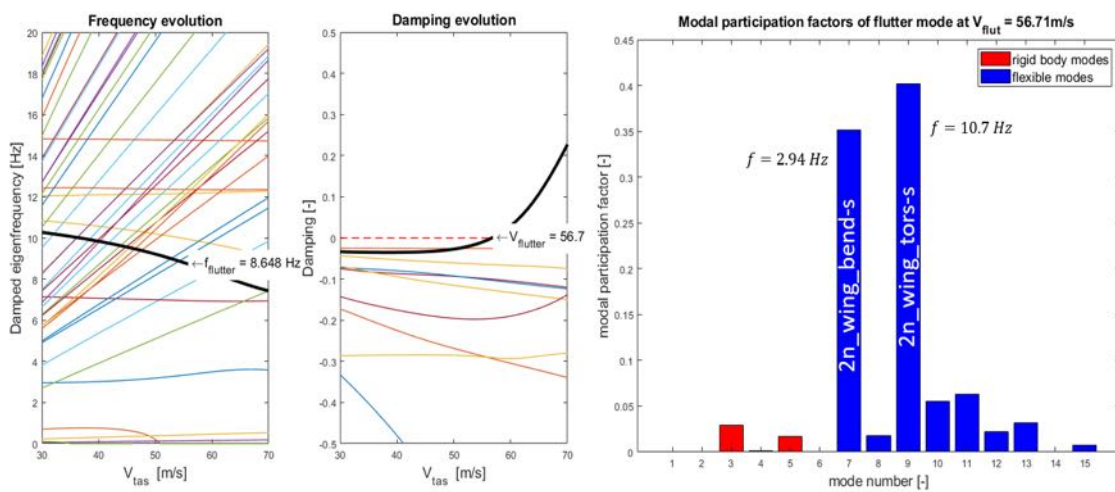 Frequency evolution
20
18
16
14
12
10
8
6
4
2
0
Damped eigenfrequency [Hz]
←f_flutter = 8.648 Hz
30 40 50 60 70
V_tas [m/s]
Damping evolution
0.5
0.4
0.3
0.2
0.1
0
-0.1
-0.2
-0.3
-0.4
-0.5
Damping [-]
←V_flutter = 56.7
30 40 50 60 70
V_tas [m/s]
Modal participation factors of flutter mode at V_flut = 56.71m/s
0.45
0.4
0.35
0.3
0.25
0.2
0.15
0.1
0.05
0
modal participation factor [-]
rigid body modes
flexible modes
f = 2.94 Hz
f = 10.7 Hz
2n_wing_bend-s
2n_wing_tors-s
1 2 3 4 5 6 7 8 9 10 11 12 13 14 15
mode number [-]